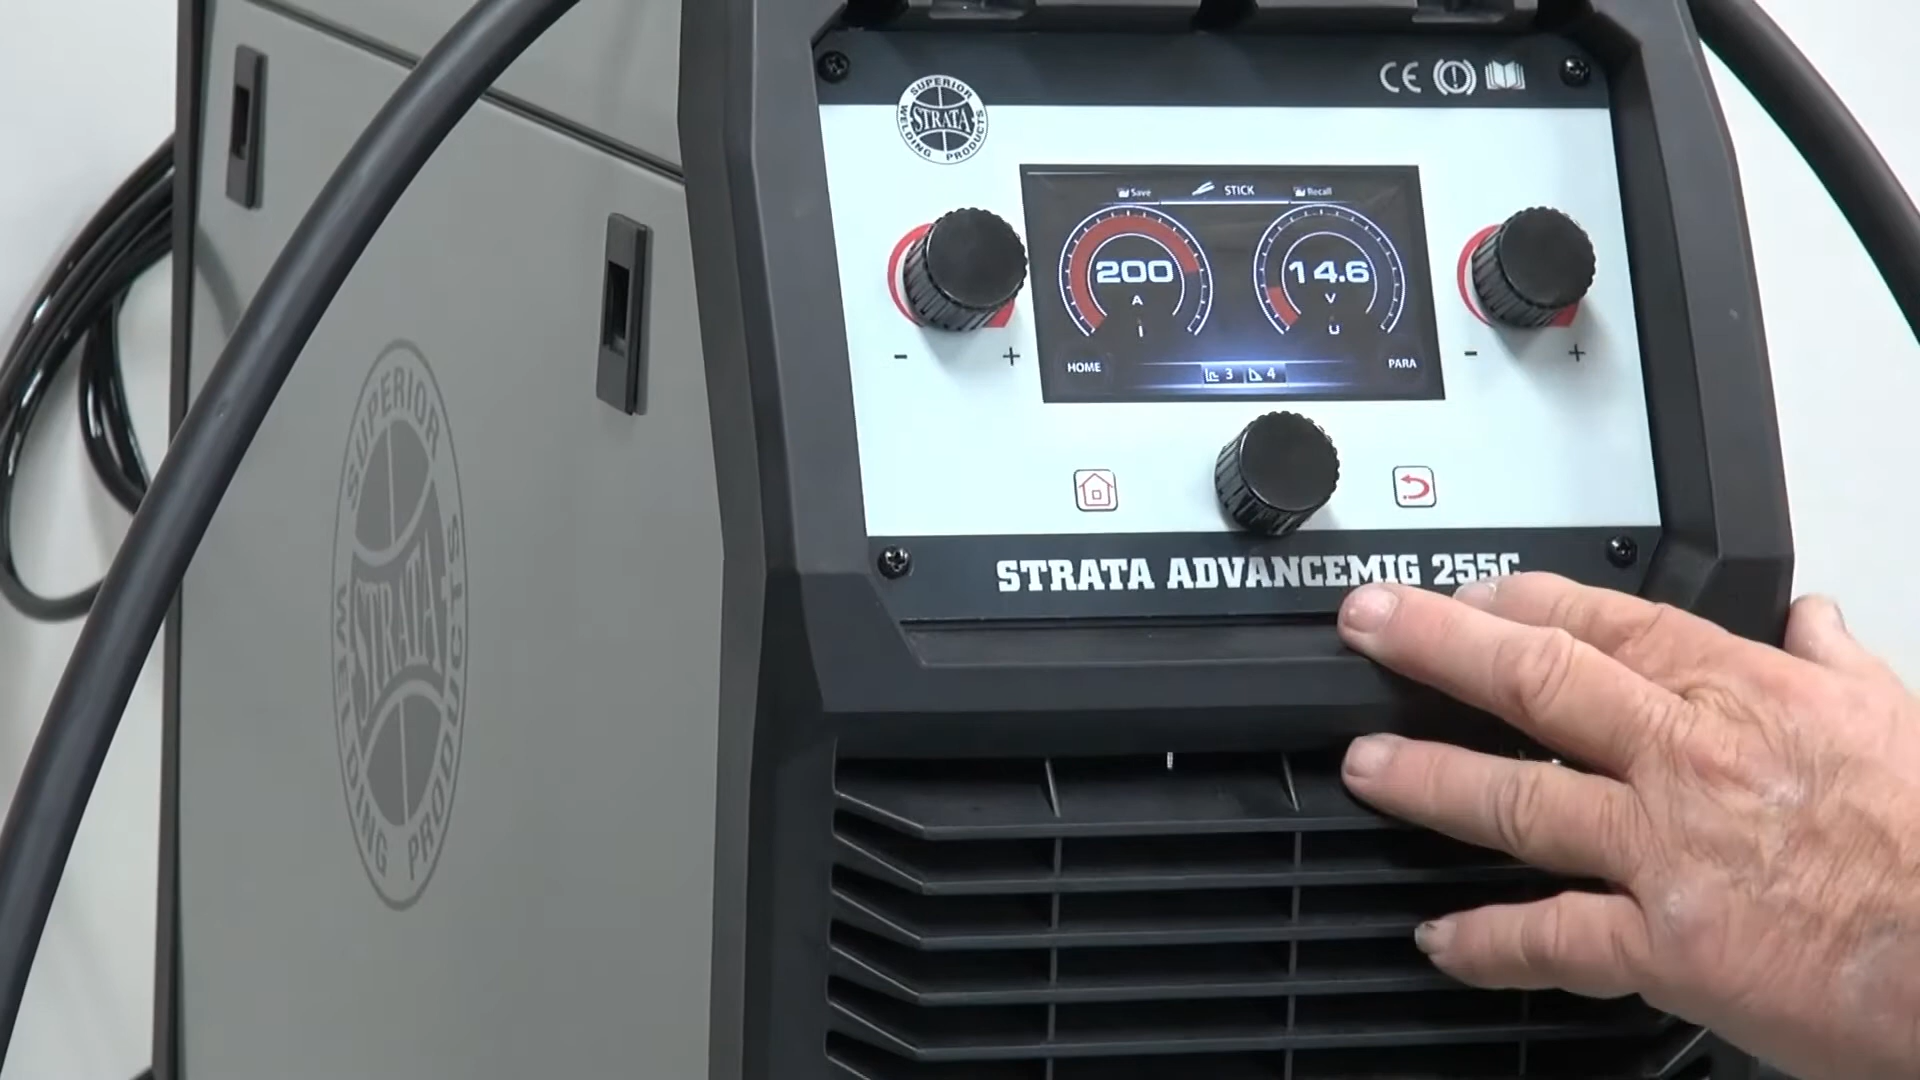 CE
SUPERIOR
STRATA
WELDING PRODUCTS
Save STICK Recall
200
A
I
14.6
V
U
HOME
3 4
PARA
- +
- +
STRATA ADVANCEMIG 255C
SUPERIOR
STRATA
WELDING PRODUCTS